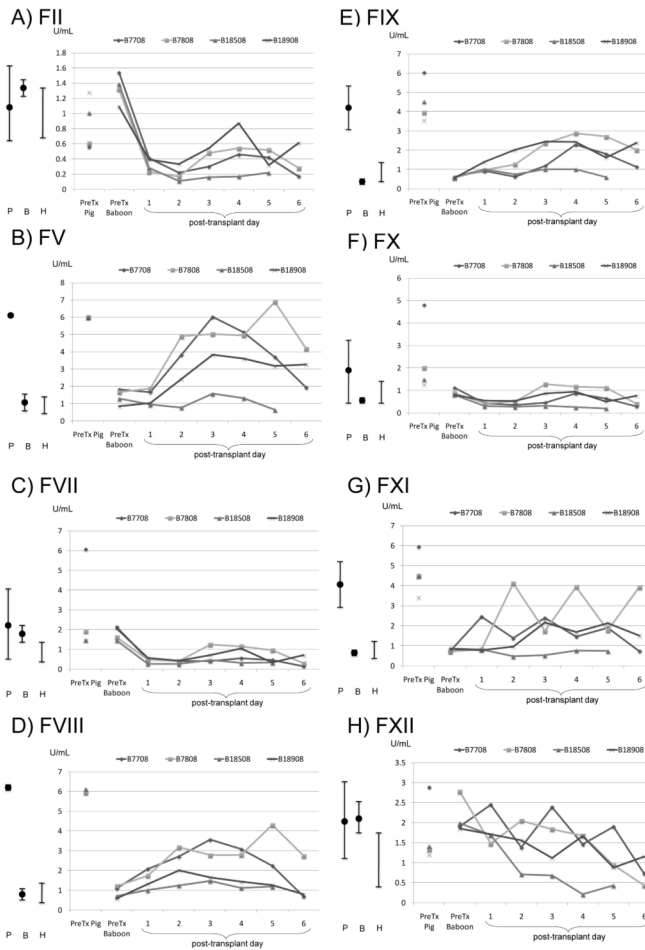 A) FII
U/mL
B7708 B7808 B18508 B18908
1.8
1.6
1.4
1.2
1
0.8
0.6
0.4
0.2
0
P B H
PreTx Pig PreTx Baboon 1 2 3 4 5 6
post-transplant day
B) FV
U/mL
B7708 B7808 B18508 B18908
8
7
6
5
4
3
2
1
0
P B H
PreTx Pig PreTx Baboon 1 2 3 4 5 6
post-transplant day
C) FVII
U/mL
B7708 B7808 B18508 B18908
7
6
5
4
3
2
1
0
P B H
PreTx Pig PreTx Baboon 1 2 3 4 5 6
post-transplant day
D) FVIII
U/mL
B7708 B7808 B18508 B18908
7
6
5
4
3
2
1
0
P B H
PreTx Pig PreTx Baboon 1 2 3 4 5 6
post-transplant day
E) FIX
U/mL
B7708 B7808 B18508 B18908
7
6
5
4
3
2
1
0
P B H
PreTx Pig PreTx Baboon 1 2 3 4 5 6
post-transplant day
F) FX
U/mL
B7708 B7808 B18508 B18908
6
5
4
3
2
1
0
P B H
PreTx Pig PreTx Baboon 1 2 3 4 5 6
post-transplant day
G) FXI
U/mL
B7708 B7808 B18508 B18908
7
6
5
4
3
2
1
0
P B H
PreTx Pig PreTx Baboon 1 2 3 4 5 6
post-transplant day
H) FXII
U/mL
B7708 B7808 B18508 B18908
3.5
3
2.5
2
1.5
1
0.5
0
P B H
PreTx Pig PreTx Baboon 1 2 3 4 5 6
post-transplant day